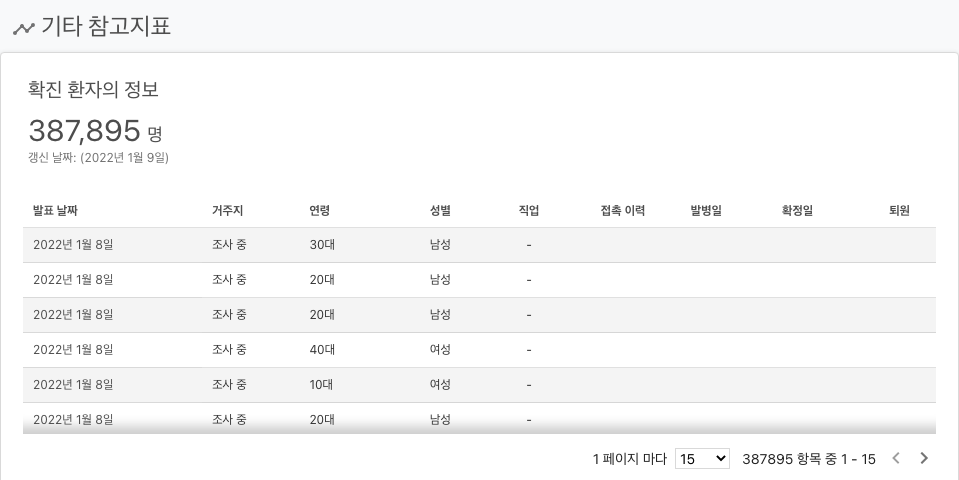 기타 참고지표
확진 환자의 정보
387,895 명
갱신 날짜: (2022년 1월 9일)
발표 날짜 거주지 연령 성별 직업 접촉 이력 발병일 확정일 퇴원
2022년 1월 8일 조사 중 30대 남성 -
2022년 1월 8일 조사 중 20대 남성 -
2022년 1월 8일 조사 중 20대 남성 -
2022년 1월 8일 조사 중 40대 여성 -
2022년 1월 8일 조사 중 10대 여성 -
2022년 1월 8일 조사 중 20대 남성 -
1 페이지 마다 15 387895 항목 중 1 - 15